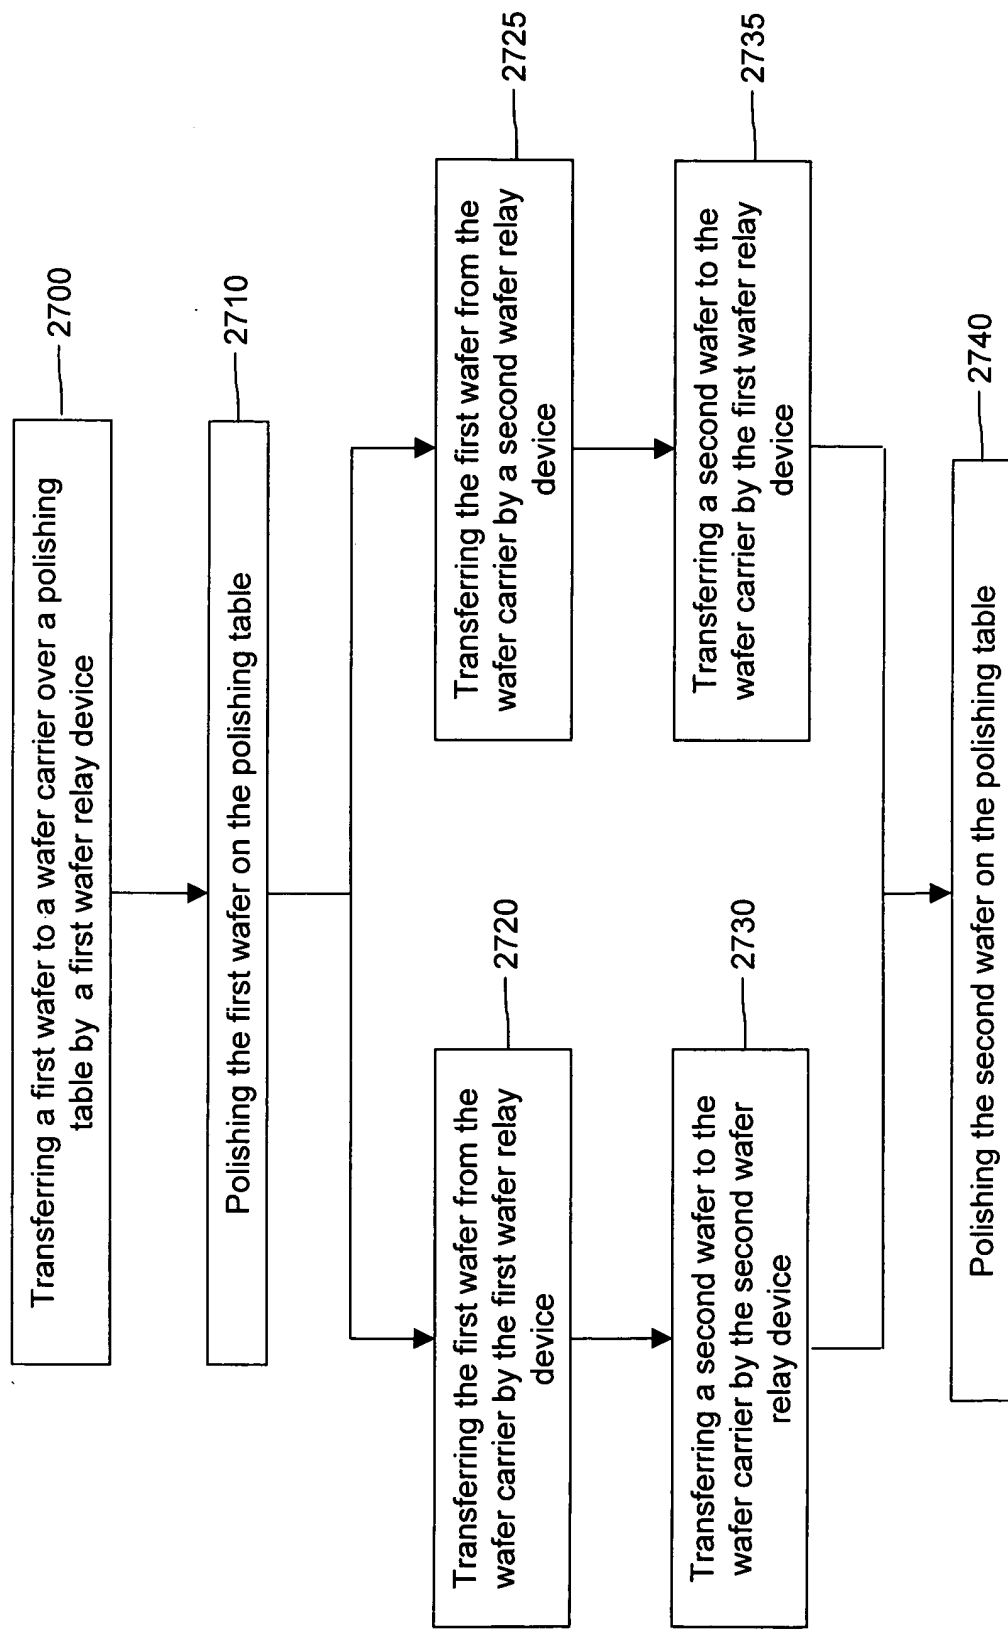 Transferring a first wafer to a wafer carrier over a polishing
table by a first wafer relay device
2700
Polishing the first wafer on the polishing table
2710
Transferring the first wafer from the
wafer carrier by the first wafer relay
device
2720
Transferring the first wafer from the
wafer carrier by a second wafer relay
device
2725
Transferring a second wafer to the
wafer carrier by the second wafer
relay device
2730
Transferring a second wafer to the
wafer carrier by the first wafer relay
device
2735
Polishing the second wafer on the polishing table
2740